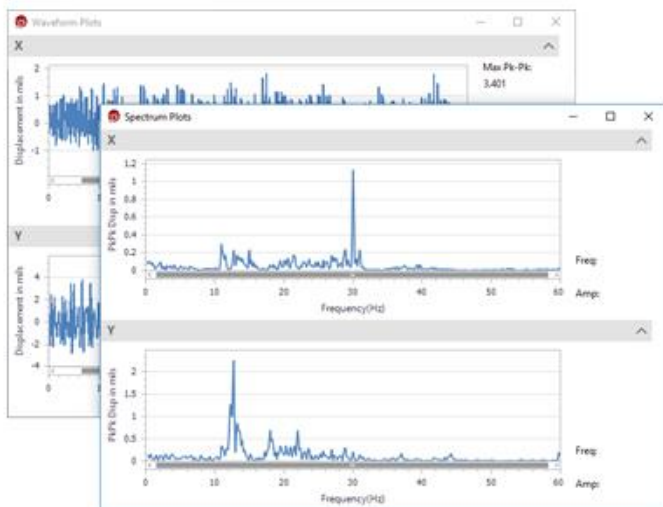 Waveform Plots
X
Max Pk-Pk:
3.401
Displacement in mils
2
1
0
-1
0
Y
Displacement in mils
4
2
0
-2
-4
0
Spectrum Plots
X
PkPk Disp in mils
1.2
1
0.8
0.6
0.4
0.2
0
0 10 20 30 40 50 60
Frequency(Hz)
Freq:
Amp:
Y
PkPk Disp in mils
2
1.5
1
0.5
0
0 10 20 30 40 50 60
Frequency(Hz)
Freq:
Amp: